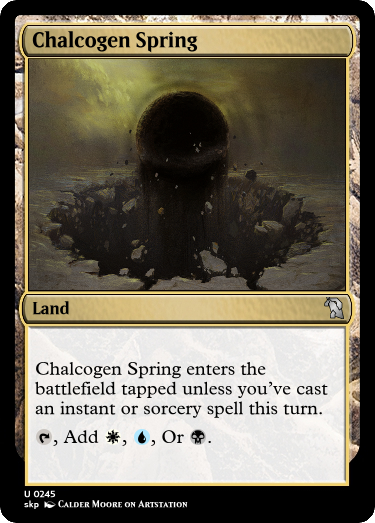 Chalcogen Spring
Land
Chalcogen Spring enters the
battlefield tapped unless you've cast
an instant or sorcery spell this turn.
, Add , , Or .
U 0245
skp Calder Moore on Artstation